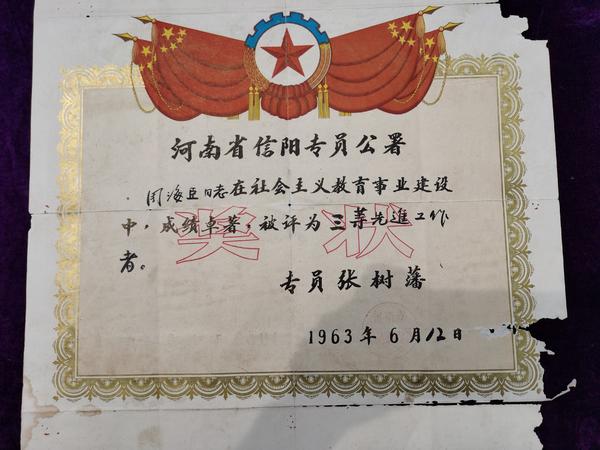 河南省信阳专员公署
周海臣同志在社会主义教育事业建设
中，成绩卓著，被评为三等先進工作
者。
奖状
专员张树藩
1963年6月12日